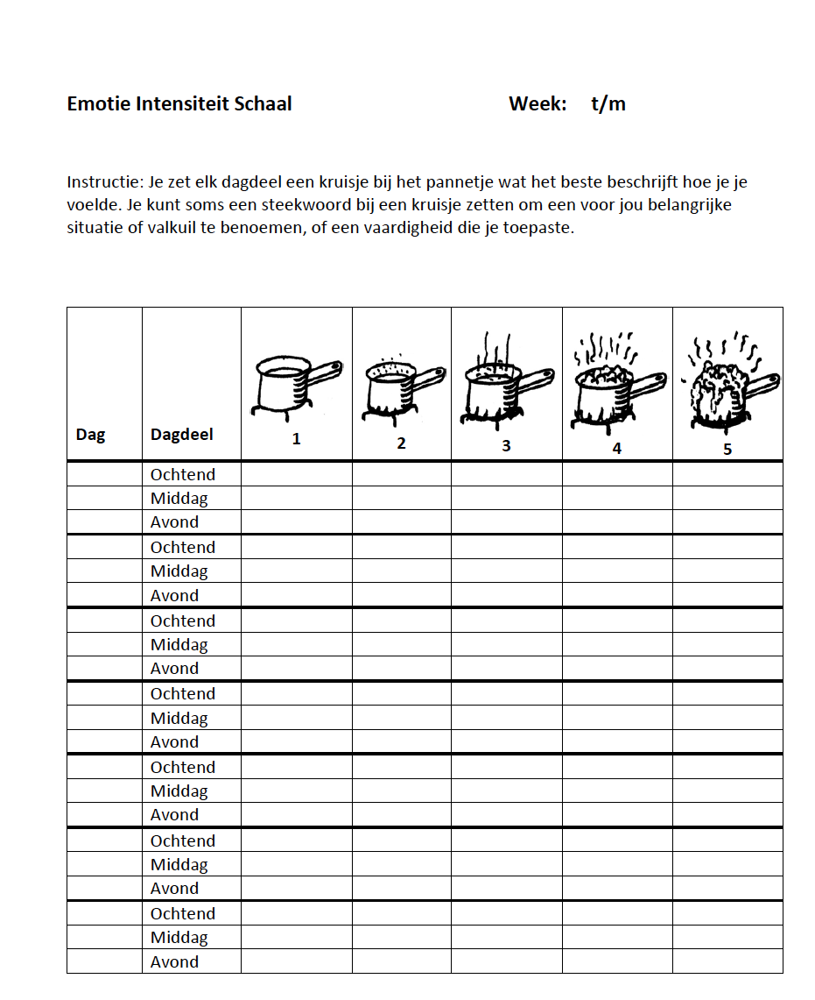 Emotie Intensiteit Schaal Week: t/m
Instructie: Je zet elk dagdeel een kruisje bij het pannetje wat het beste beschrijft hoe je je
voelde. Je kunt soms een steekwoord bij een kruisje zetten om een voor jou belangrijke
situatie of valkuil te benoemen, of een vaardigheid die je toepaste.
Dag Dagdeel 1 2 3 4 5
Ochtend
Middag
Avond
Ochtend
Middag
Avond
Ochtend
Middag
Avond
Ochtend
Middag
Avond
Ochtend
Middag
Avond
Ochtend
Middag
Avond
Ochtend
Middag
Avond